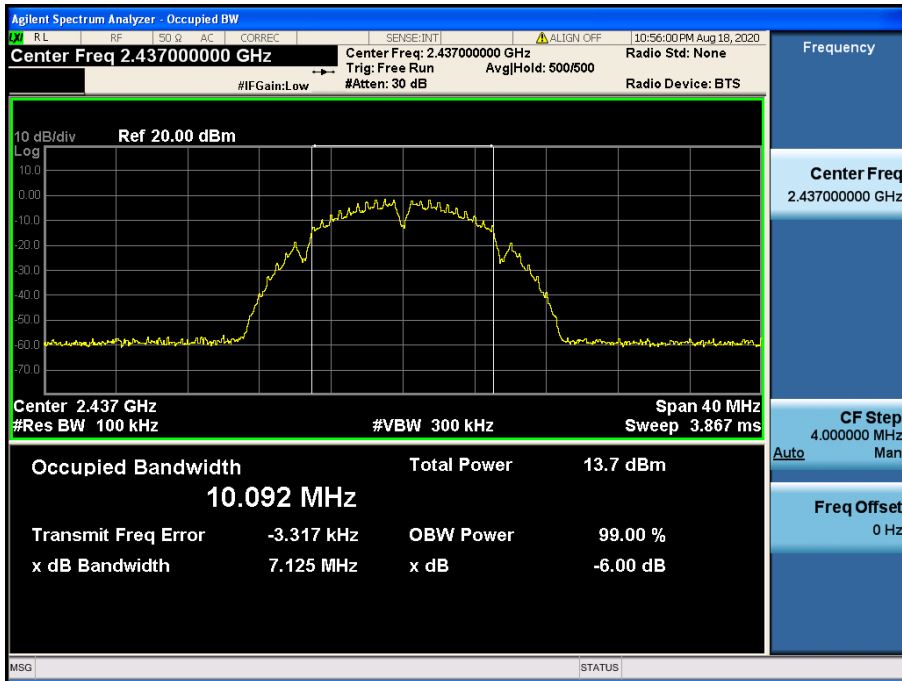 Agilent Spectrum Analyzer - Occupied BW
LXI RL RF 50 Ω AC CORREC SENSE:INT ALIGN OFF 10:56:00 PM Aug 18, 2020
Center Freq 2.437000000 GHz
Center Freq: 2.437000000 GHz
Radio Std: None
Trig: Free Run Avg|Hold: 500/500
#IFGain:Low
#Atten: 30 dB
Radio Device: BTS
10 dB/div Ref 20.00 dBm
Log
10.0
0.00
-10.0
-20.0
-30.0
-40.0
-50.0
-60.0
-70.0
Center 2.437 GHz
Span 40 MHz
#Res BW 100 kHz
#VBW 300 kHz
Sweep 3.867 ms
Occupied Bandwidth
10.092 MHz
Total Power 13.7 dBm
Transmit Freq Error -3.317 kHz
OBW Power 99.00 %
x dB Bandwidth 7.125 MHz
x dB -6.00 dB
Frequency
Center Freq
2.437000000 GHz
CF Step
4.000000 MHz
Auto Man
Freq Offset
0 Hz
MSG
STATUS